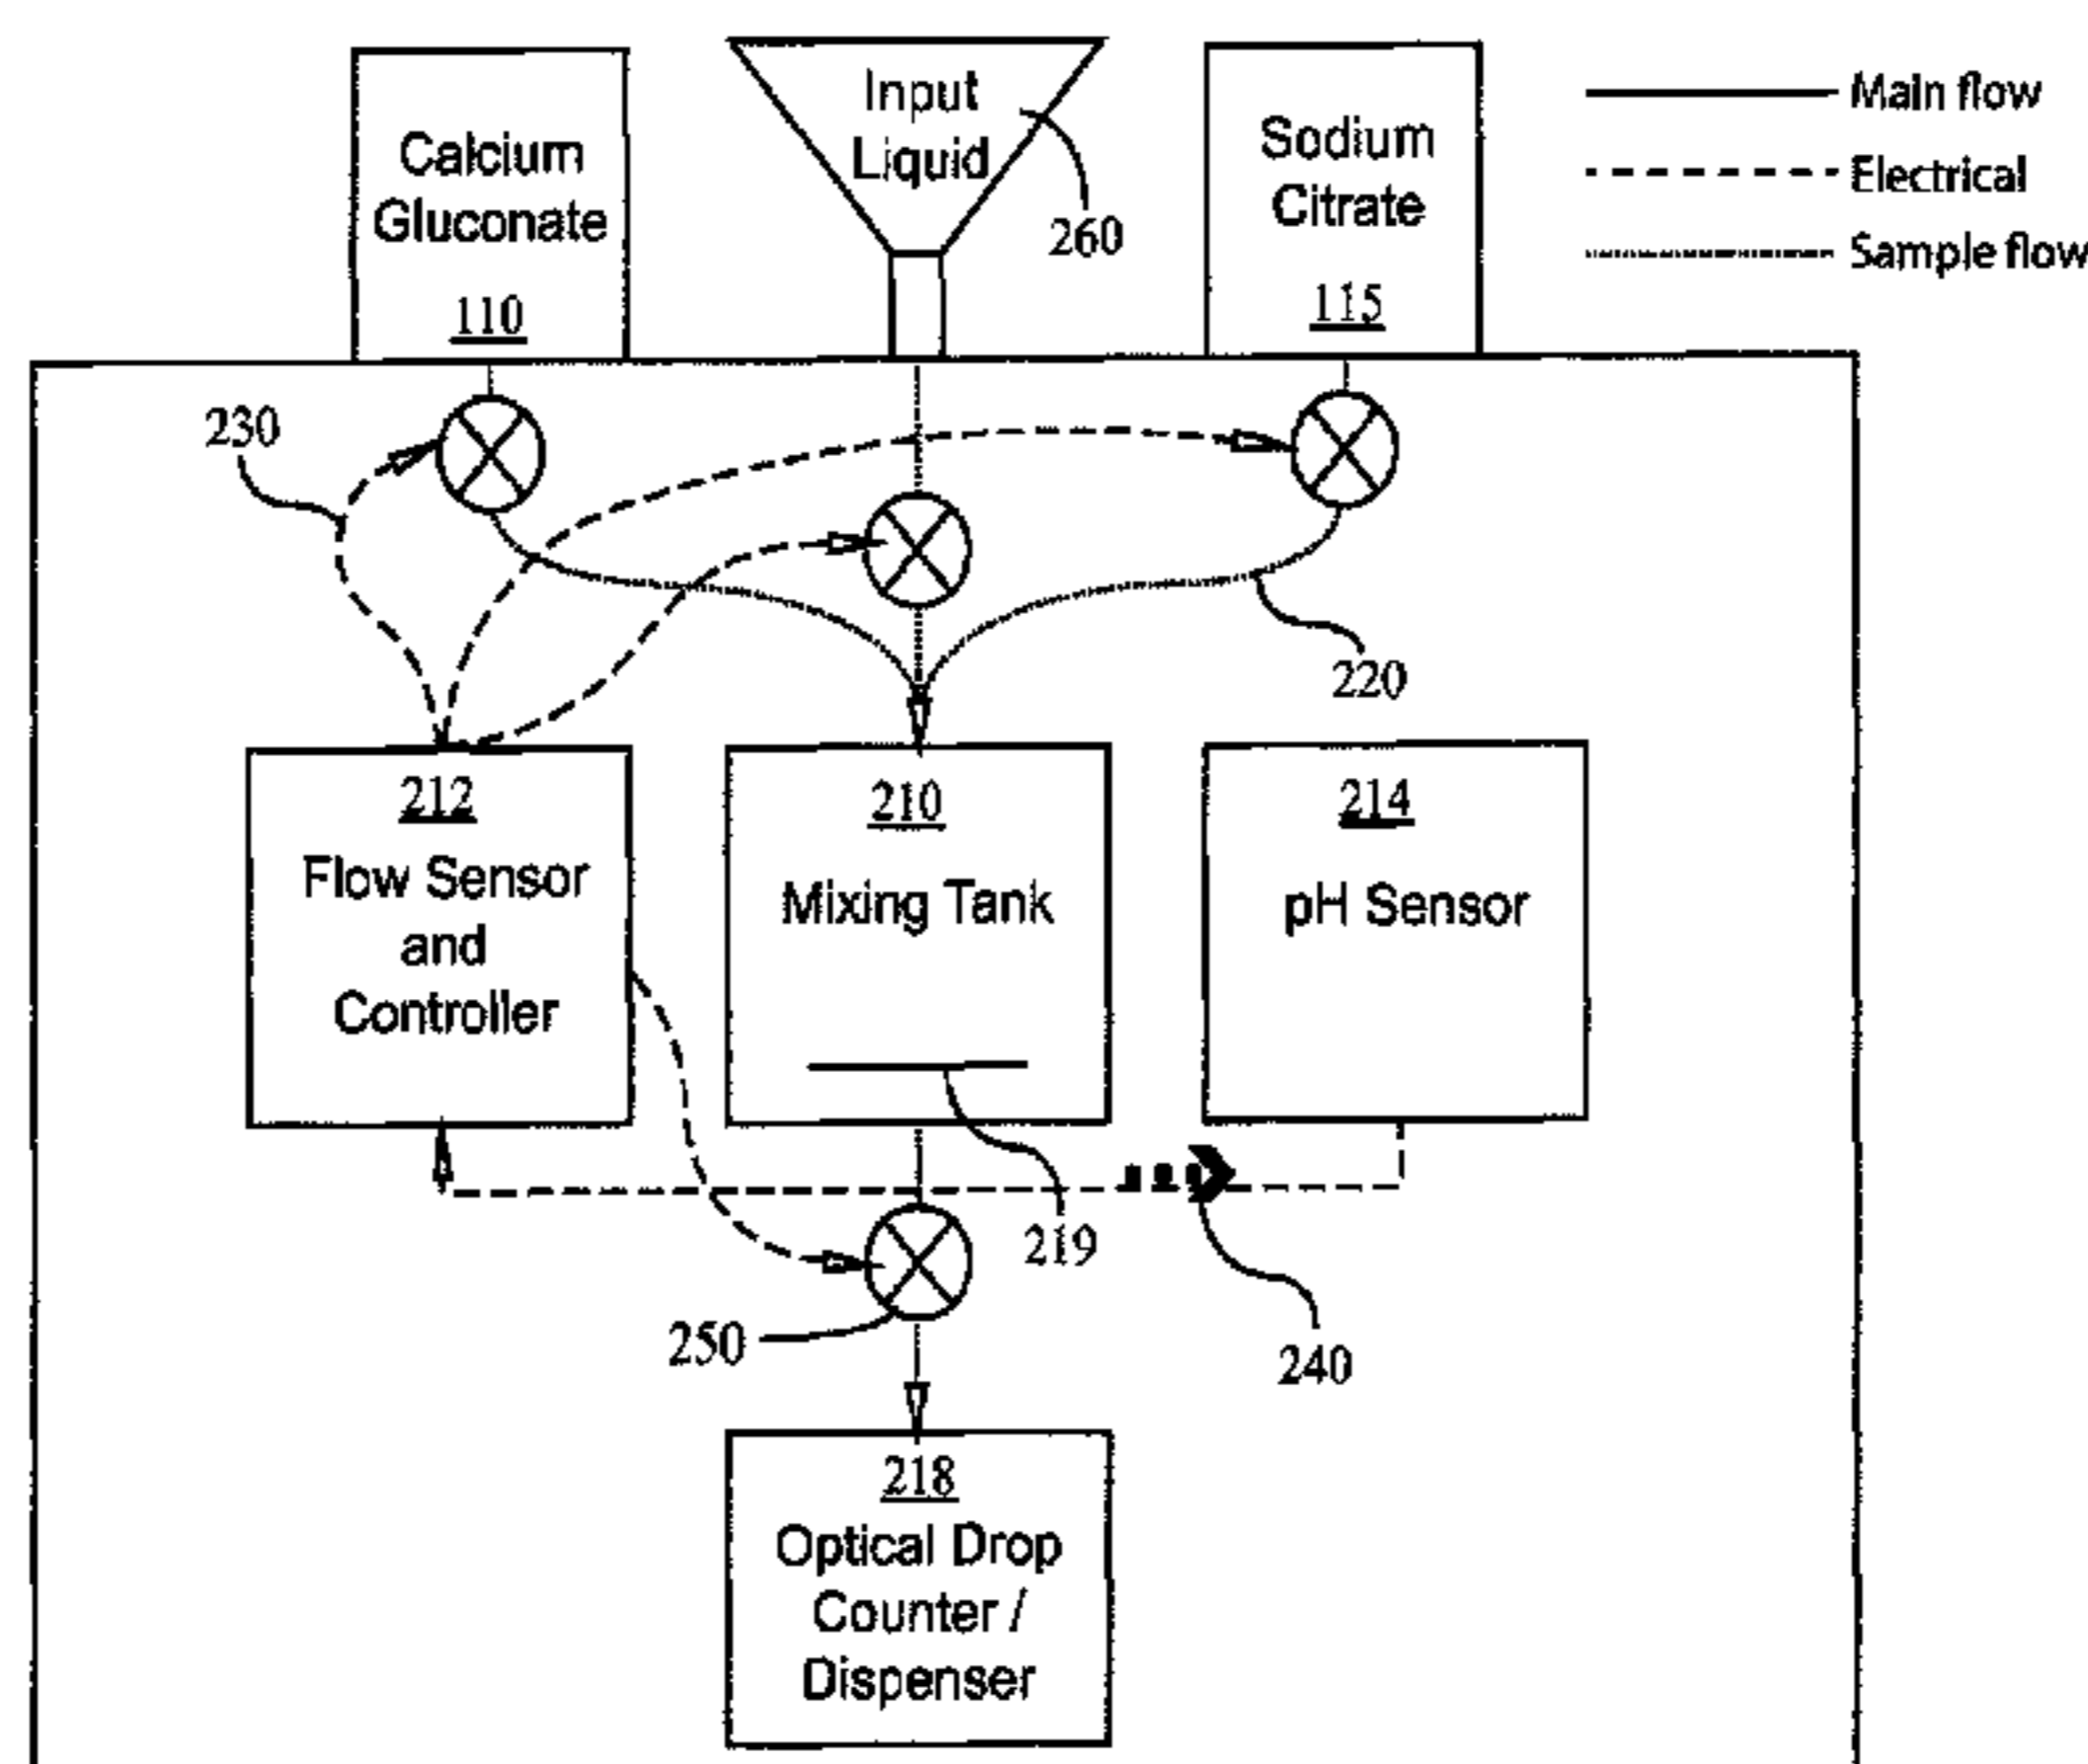 Calcium
Gluconate
110
Input
Liquid
260
Sodium
Citrate
115
Main flow
Electrical
Sample flow
230
220
212
Flow Sensor
and
Controller
210
Mixing Tank
214
pH Sensor
219
250
240
218
Optical Drop
Counter /
Dispenser